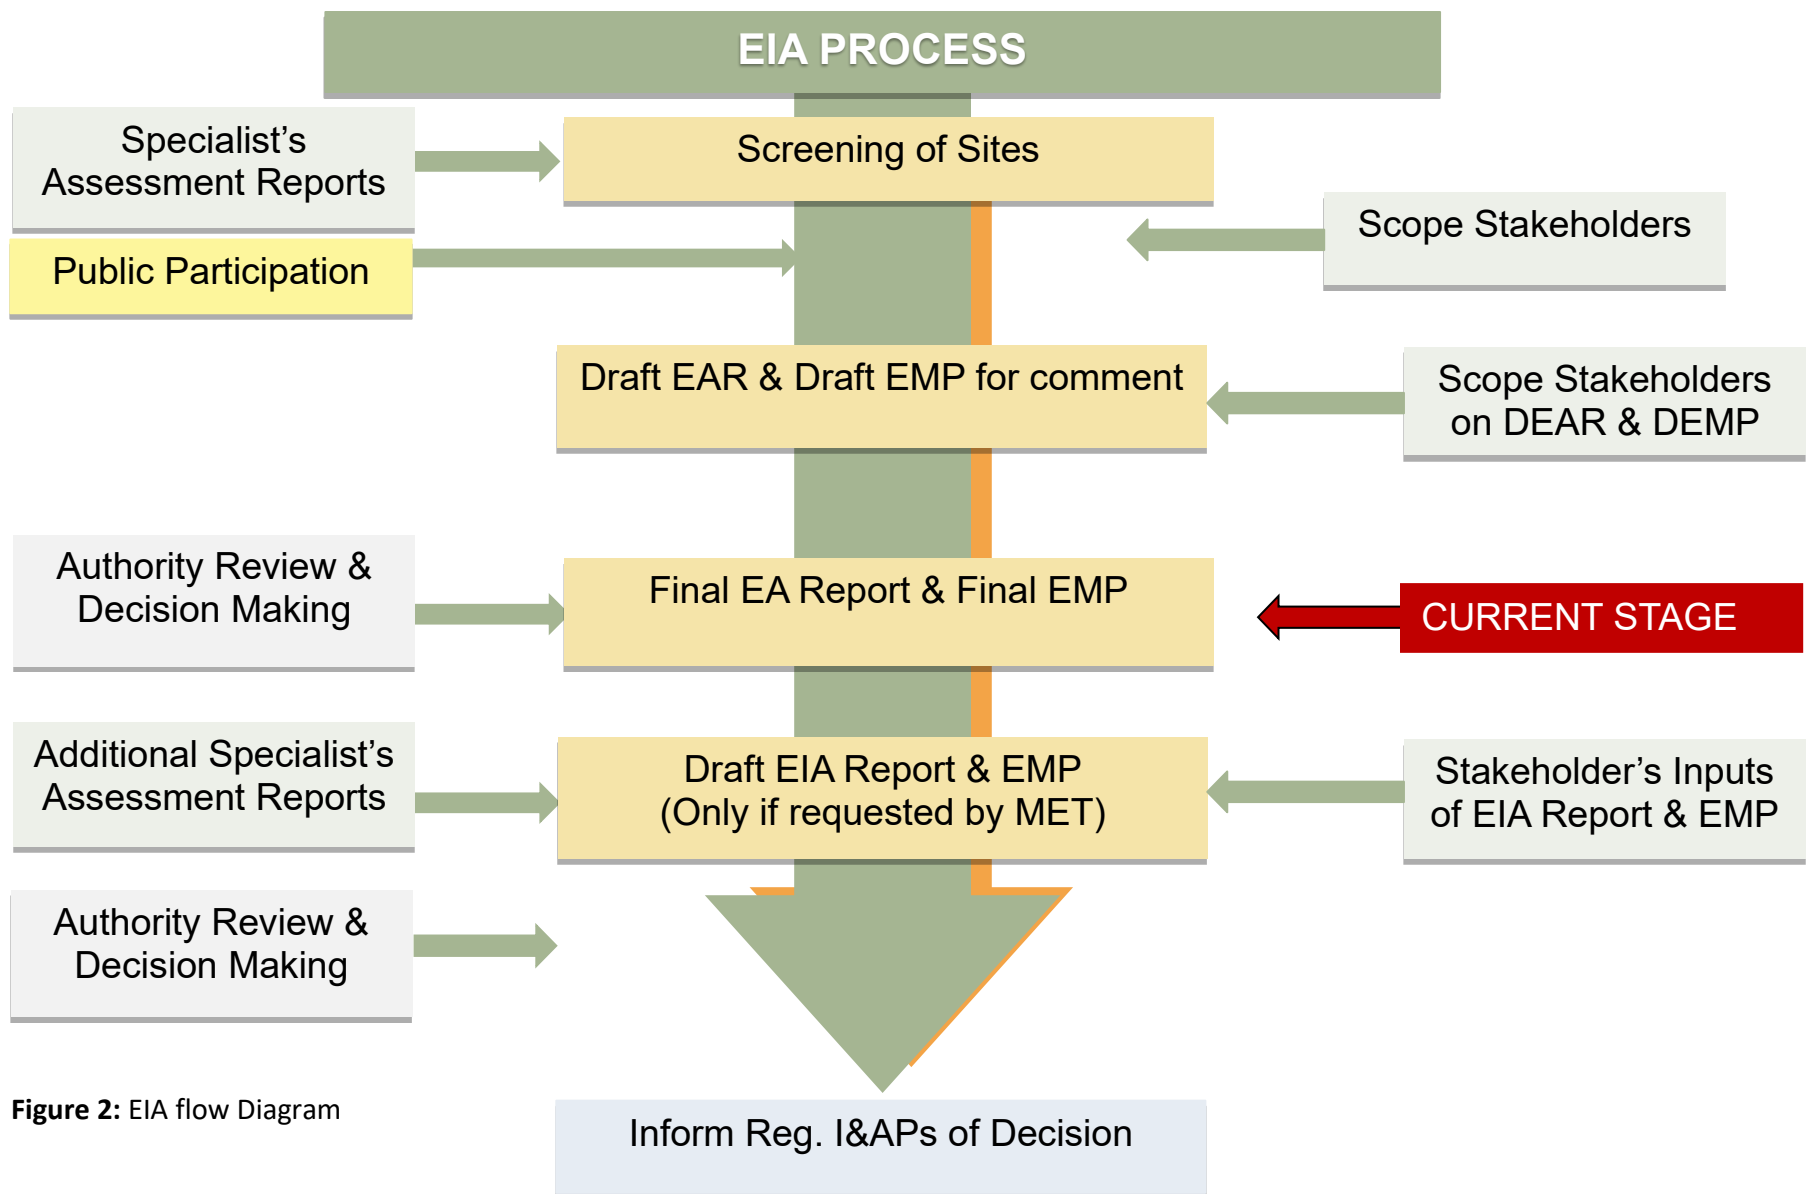 EIA PROCESS
Specialist’s
Assessment Reports
Screening of Sites
Scope Stakeholders
Public Participation
Draft EAR & Draft EMP for comment
Scope Stakeholders
on DEAR & DEMP
Authority Review &
Decision Making
Final EA Report & Final EMP
CURRENT STAGE
Additional Specialist’s
Assessment Reports
Draft EIA Report & EMP
(Only if requested by MET)
Stakeholder’s Inputs
of EIA Report & EMP
Authority Review &
Decision Making
Figure 2: EIA flow Diagram
Inform Reg. I&APs of Decision